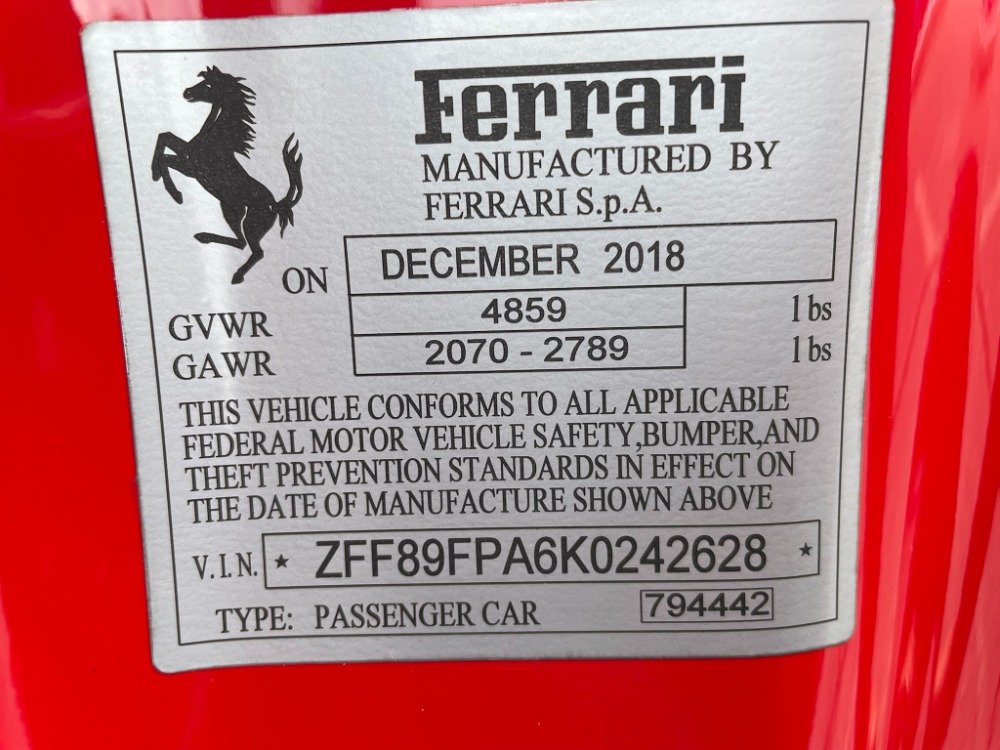 Ferrari
MANUFACTURED BY
FERRARI S.p.A.
ON DECEMBER 2018
GVWR 4859 lbs
GAWR 2070 - 2789 lbs
THIS VEHICLE CONFORMS TO ALL APPLICABLE
FEDERAL MOTOR VEHICLE SAFETY,BUMPER,AND
THEFT PREVENTION STANDARDS IN EFFECT ON
THE DATE OF MANUFACTURE SHOWN ABOVE
V.I.N. * ZFF89FPA6K0242628 *
TYPE: PASSENGER CAR 794442